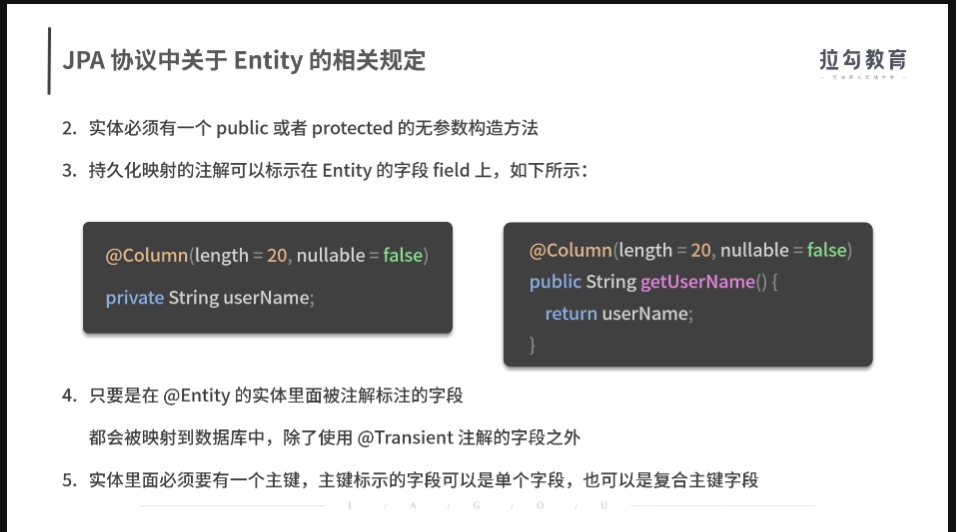 JPA 协议中关于 Entity 的相关规定
拉勾教育
2. 实体必须有一个 public 或者 protected 的无参数构造方法
3. 持久化映射的注解可以标示在 Entity 的字段 field 上，如下所示：
@Column(length = 20, nullable = false)
private String userName;
@Column(length = 20, nullable = false)
public String getUserName() {
return userName;
}
4. 只要是在 @Entity 的实体里面被注解标注的字段
都会被映射到数据库中，除了使用 @Transient 注解的字段之外
5. 实体里面必须要有一个主键，主键标示的字段可以是单个字段，也可以是复合主键字段
L / A / G / O / U